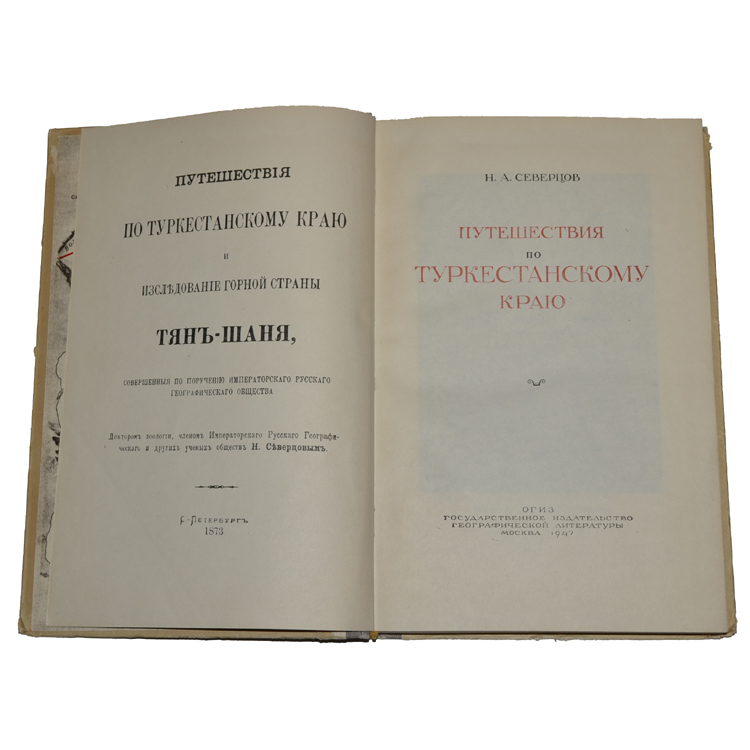 ПУТЕШЕСТВІЯ
ПО ТУРКЕСТАНСКОМУ КРАЮ
И
ИЗСЛѢДОВАНІЕ ГОРНОЙ СТРАНЫ
ТЯНЪ-ШАНЯ,
СОВЕРШЕННЫЯ ПО ПОРУЧЕНІЮ ИМПЕРАТОРСКАГО РУССКАГО
ГЕОГРАФИЧЕСКАГО ОБЩЕСТВА
Докторомъ зоологіи, членомъ Императорскаго Русскаго Географи-
ческаго и другихъ ученыхъ обществъ Н. Сѣверцовымъ.
С.-Петербургъ
1873
Н. А. СЕВЕРЦОВ
ПУТЕШЕСТВИЯ
ПО
ТУРКЕСТАНСКОМУ
КРАЮ
ОГИЗ
ГОСУДАРСТВЕННОЕ ИЗДАТЕЛЬСТВО
ГЕОГРАФИЧЕСКОЙ ЛИТЕРАТУРЫ
МОСКВА 1947